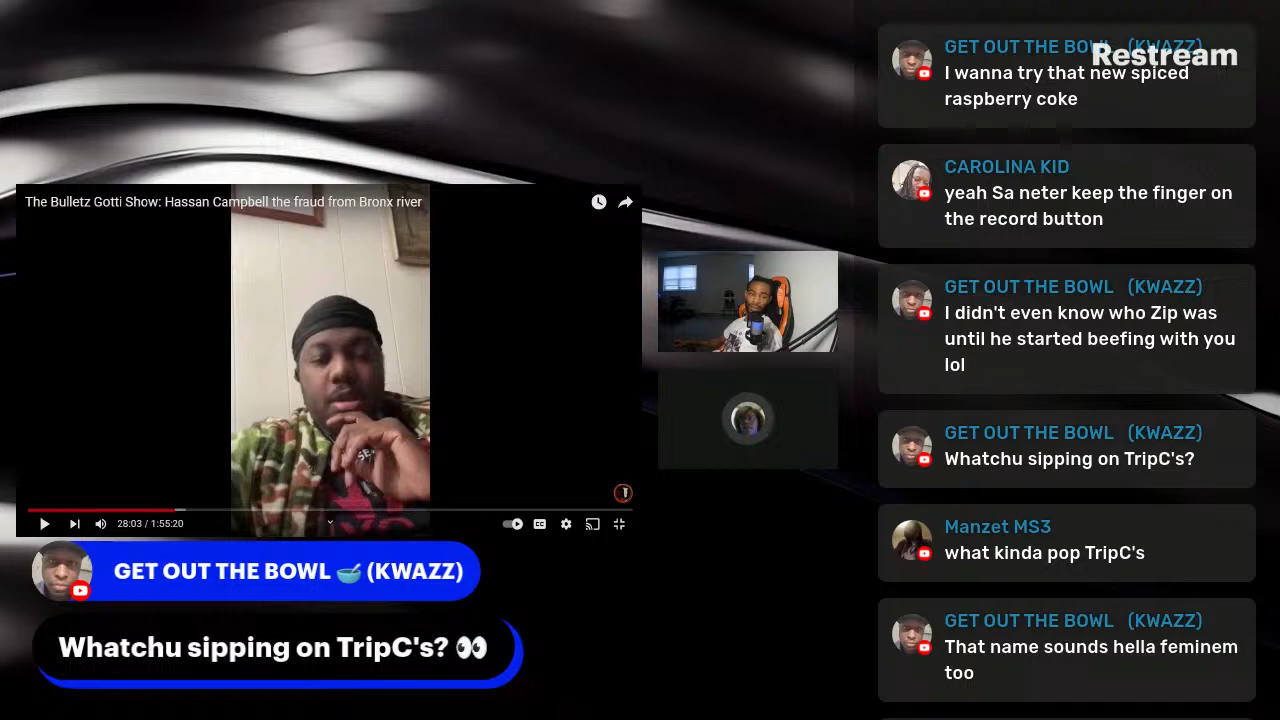 The Bulletz Gotti Show: Hassan Campbell the fraud from Bronx river
28:03 / 1:55:20
CC
GET OUT THE BOWL 🥣 (KWAZZ)
Whatchu sipping on TripC's? 👀
Restream
GET OUT THE BOWL (KWAZZ)
I wanna try that new spiced
raspberry coke
CAROLINA KID
yeah Sa neter keep the finger on
the record button
GET OUT THE BOWL (KWAZZ)
I didn't even know who Zip was
until he started beefing with you
lol
GET OUT THE BOWL (KWAZZ)
Whatchu sipping on TripC's?
Manzet MS3
what kinda pop TripC's
GET OUT THE BOWL (KWAZZ)
That name sounds hella feminem
too